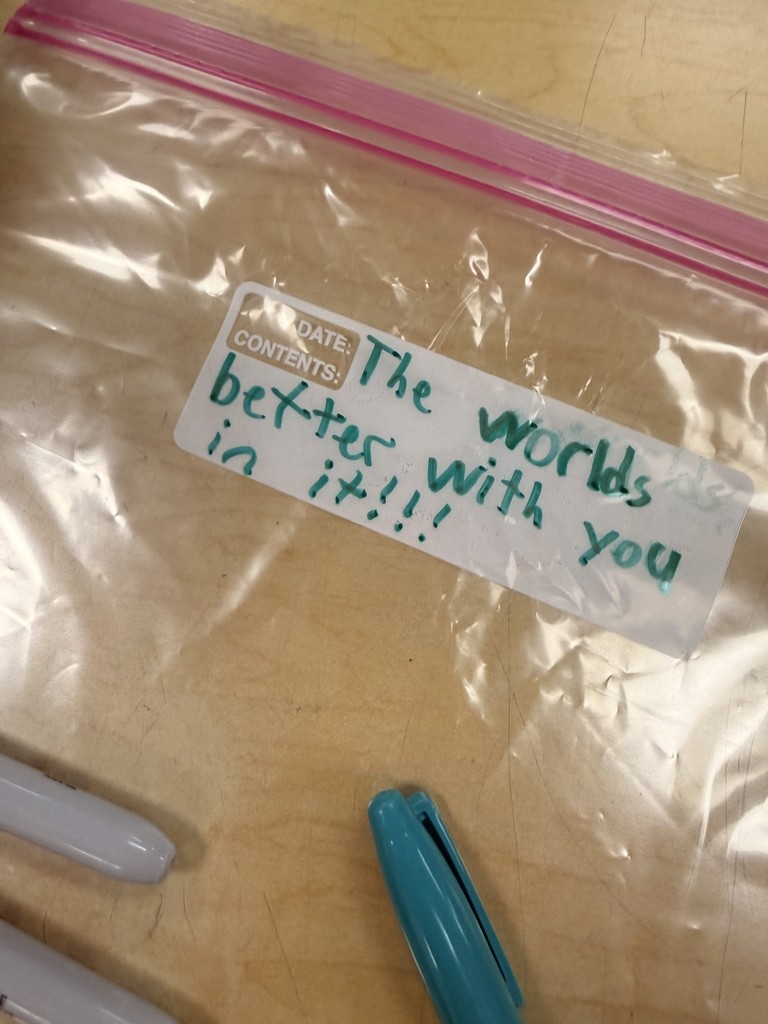 DATE:
CONTENTS:
The worlds
better with you
in it!!!